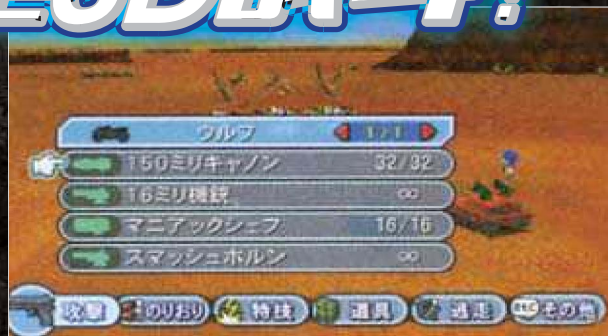 ウルフ 1/1
150ミリキャノン 32/32
16ミリ機銃 ∞
マニアックシェフ 16/16
スマッシュホルン ∞
攻撃 のりおり 特技 道具 逃走 その他